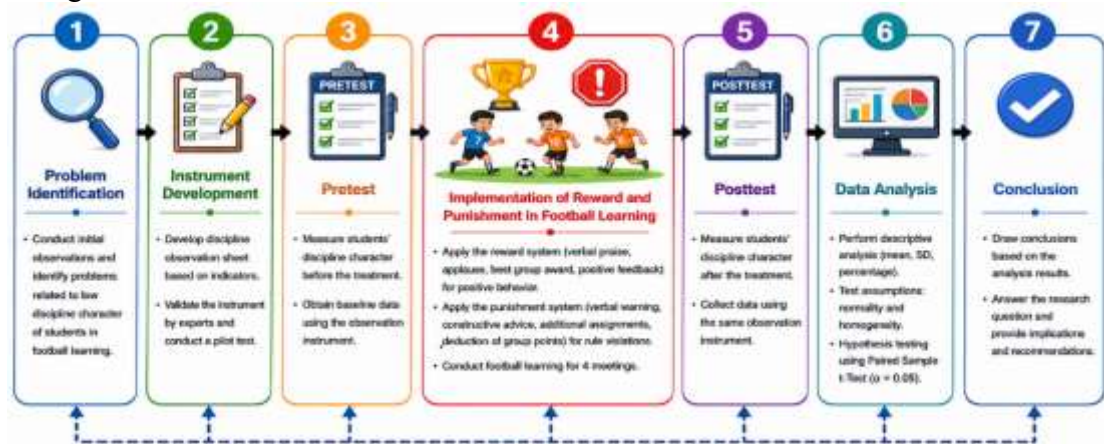 1
Problem
Identification
• Conduct initial
observations and
identify problems
related to low
discipline character
of students in
football learning.
2
Instrument
Development
• Develop discipline
observation sheet
based on indicators.
• Validate the instrument
by experts and
conduct a pilot test.
3
PRETEST
Pretest
• Measure students'
discipline character
before the treatment.
• Obtain baseline data
using the observation
instrument.
4
Implementation of Reward and
Punishment in Football Learning
• Apply the reward system (verbal praise,
applause, best group award, positive feedback)
for positive behavior.
• Apply the punishment system (verbal warning,
constructive advice, additional assignments,
deduction of group points) for rule violations.
• Conduct football learning for 4 meetings.
5
POSTTEST
Posttest
• Measure students'
discipline character
after the treatment.
• Collect data using
the same observation
instrument.
6
Data Analysis
• Perform descriptive
analysis (mean, SD,
percentage).
• Test assumptions:
normality and
homogeneity.
• Hypothesis testing
using Paired Sample
t-Test (α = 0.05).
7
Conclusion
• Draw conclusions
based on the
analysis results.
• Answer the research
question and
provide implications
and recommendations.